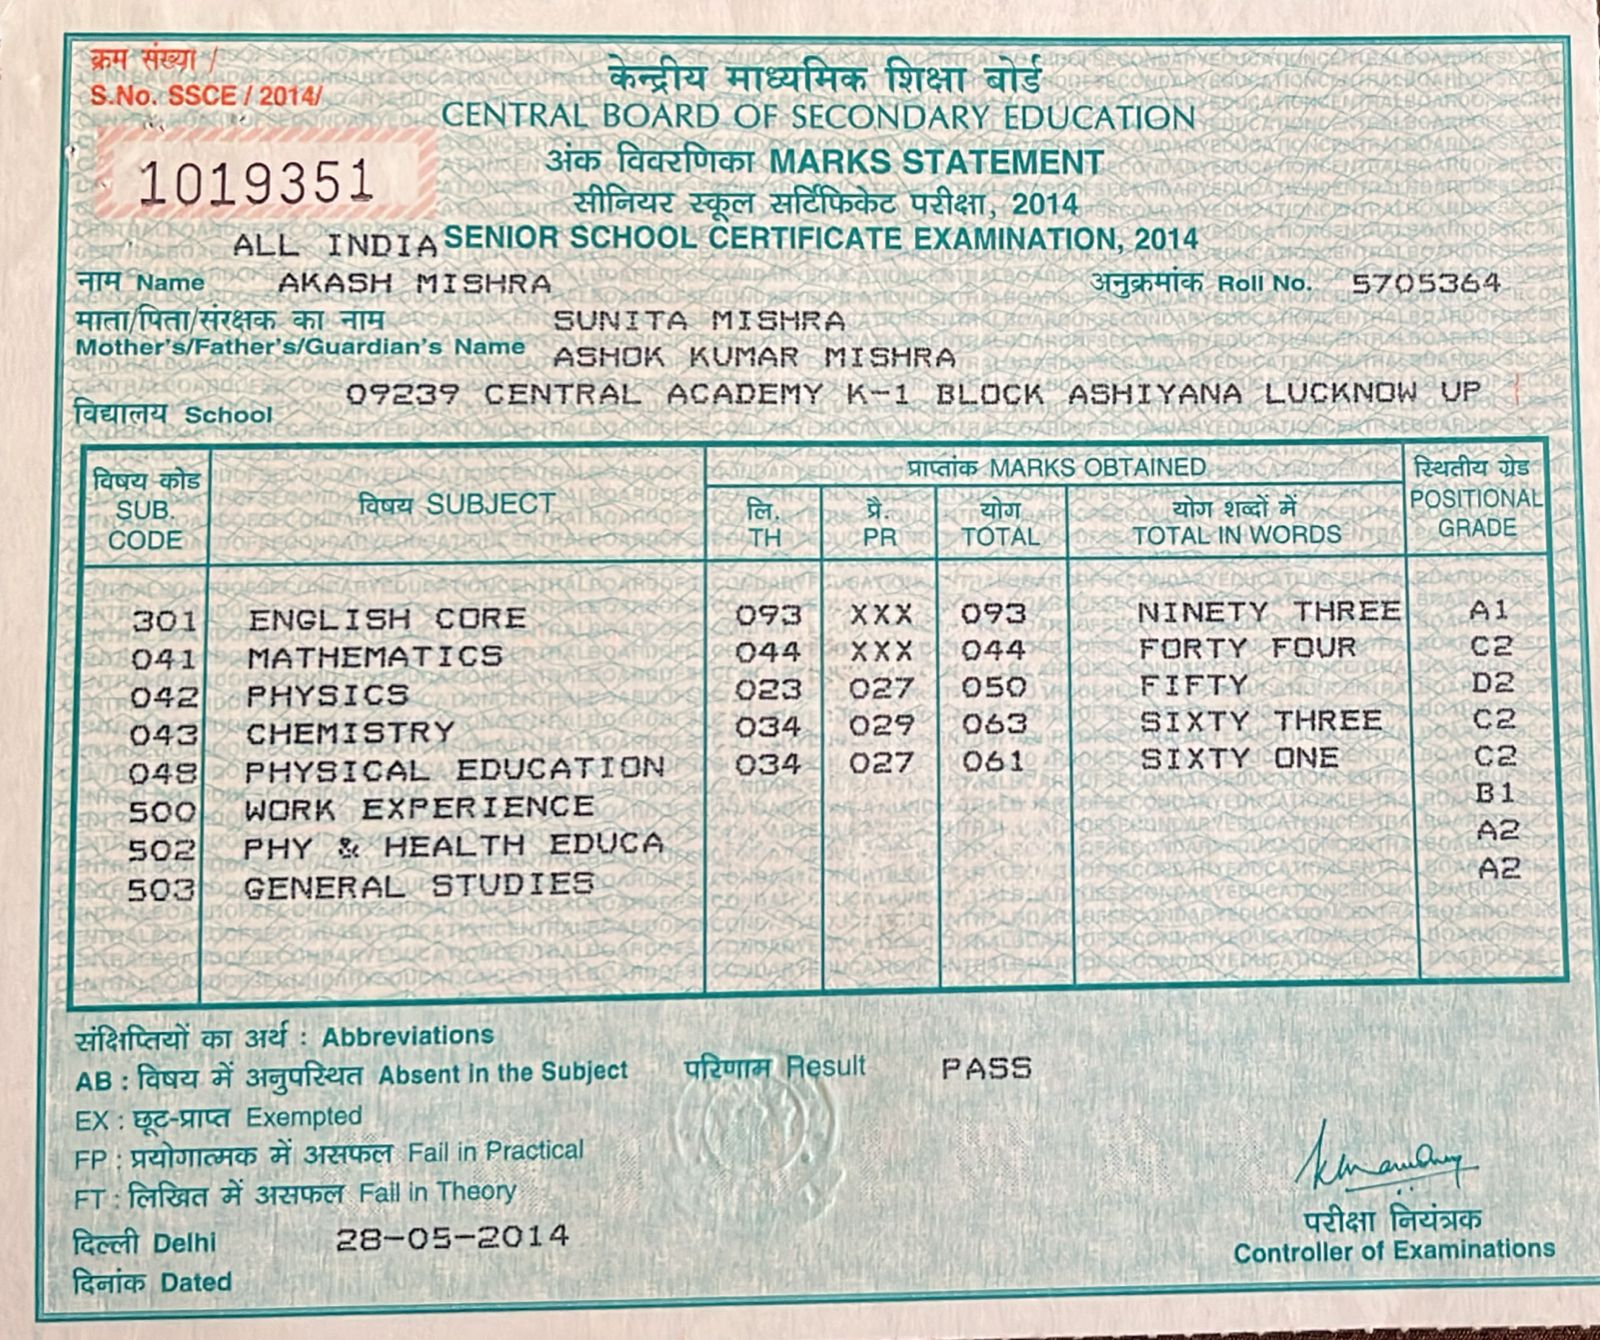 क्रम संख्या /
S.No. SSCE / 2014/
1019351
केन्द्रीय माध्यमिक शिक्षा बोर्ड
CENTRAL BOARD OF SECONDARY EDUCATION
अंक विवरणिका MARKS STATEMENT
सीनियर स्कूल सर्टिफिकेट परीक्षा, 2014
ALL INDIA SENIOR SCHOOL CERTIFICATE EXAMINATION, 2014
नाम Name AKASH MISHRA अनुक्रमांक Roll No. 5705364
माता/पिता/संरक्षक का नाम SUNITA MISHRA
Mother's/Father's/Guardian's Name ASHOK KUMAR MISHRA
विद्यालय School 09239 CENTRAL ACADEMY K-1 BLOCK ASHIYANA LUCKNOW UP
विषय कोड SUB. CODE विषय SUBJECT प्राप्तांक MARKS OBTAINED स्थितीय ग्रेड POSITIONAL GRADE
लि. TH प्रै. PR योग TOTAL योग शब्दों में TOTAL IN WORDS
301 ENGLISH CORE 093 XXX 093 NINETY THREE A1
041 MATHEMATICS 044 XXX 044 FORTY FOUR C2
042 PHYSICS 023 027 050 FIFTY D2
043 CHEMISTRY 034 029 063 SIXTY THREE C2
048 PHYSICAL EDUCATION 034 027 061 SIXTY ONE C2
500 WORK EXPERIENCE B1
502 PHY & HEALTH EDUCA A2
503 GENERAL STUDIES A2
संक्षिप्तियों का अर्थ : Abbreviations
AB : विषय में अनुपस्थित Absent in the Subject परिणाम Result PASS
EX : छूट-प्राप्त Exempted
FP : प्रयोगात्मक में असफल Fail in Practical
FT : लिखित में असफल Fail in Theory
दिल्ली Delhi 28-05-2014
दिनांक Dated
परीक्षा नियंत्रक
Controller of Examinations